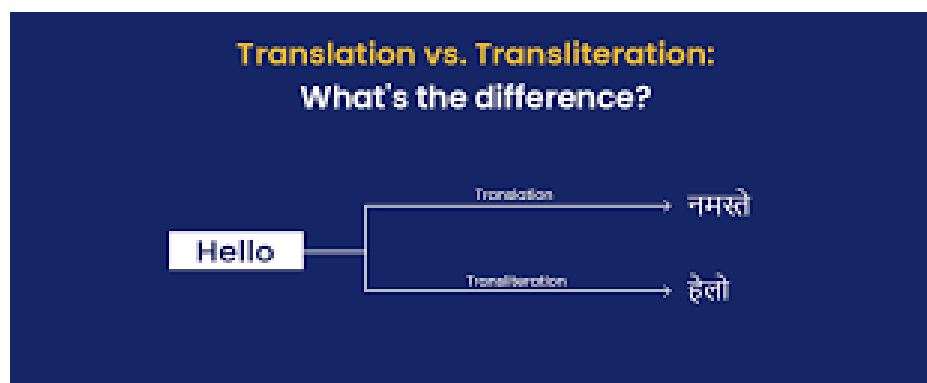 Translation vs. Transliteration:
What's the difference?
Translation
नमस्ते
Hello
Transliteration
हेलो